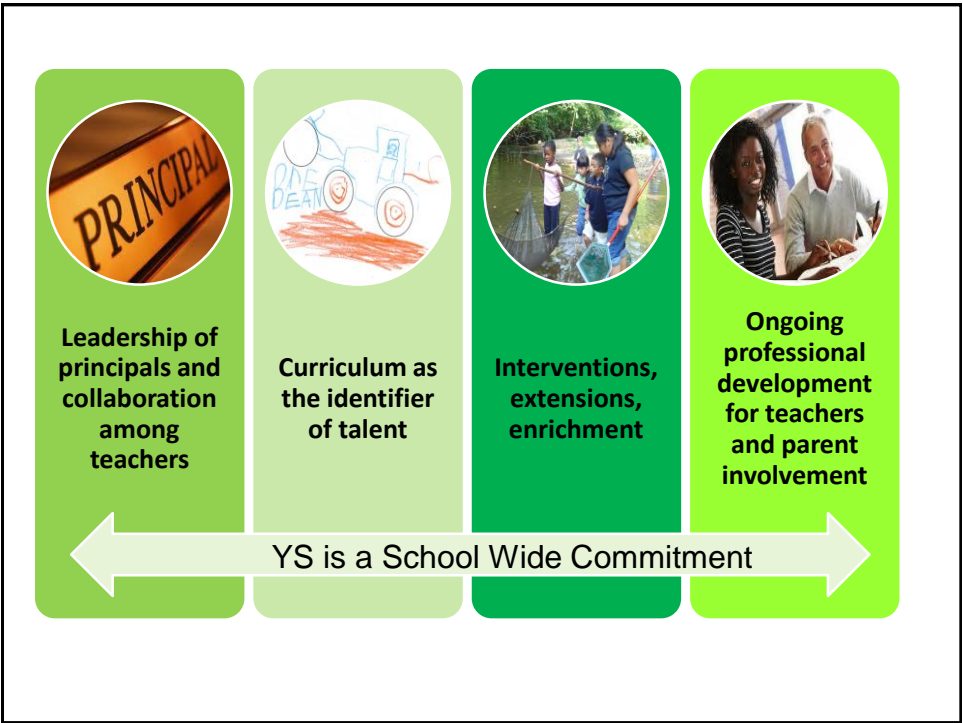 PRINCIPAL
DEAN
Leadership of
principals and
collaboration
among
teachers
Curriculum as
the identifier
of talent
Interventions,
extensions,
enrichment
Ongoing
professional
development
for teachers
and parent
involvement
YS is a School Wide Commitment